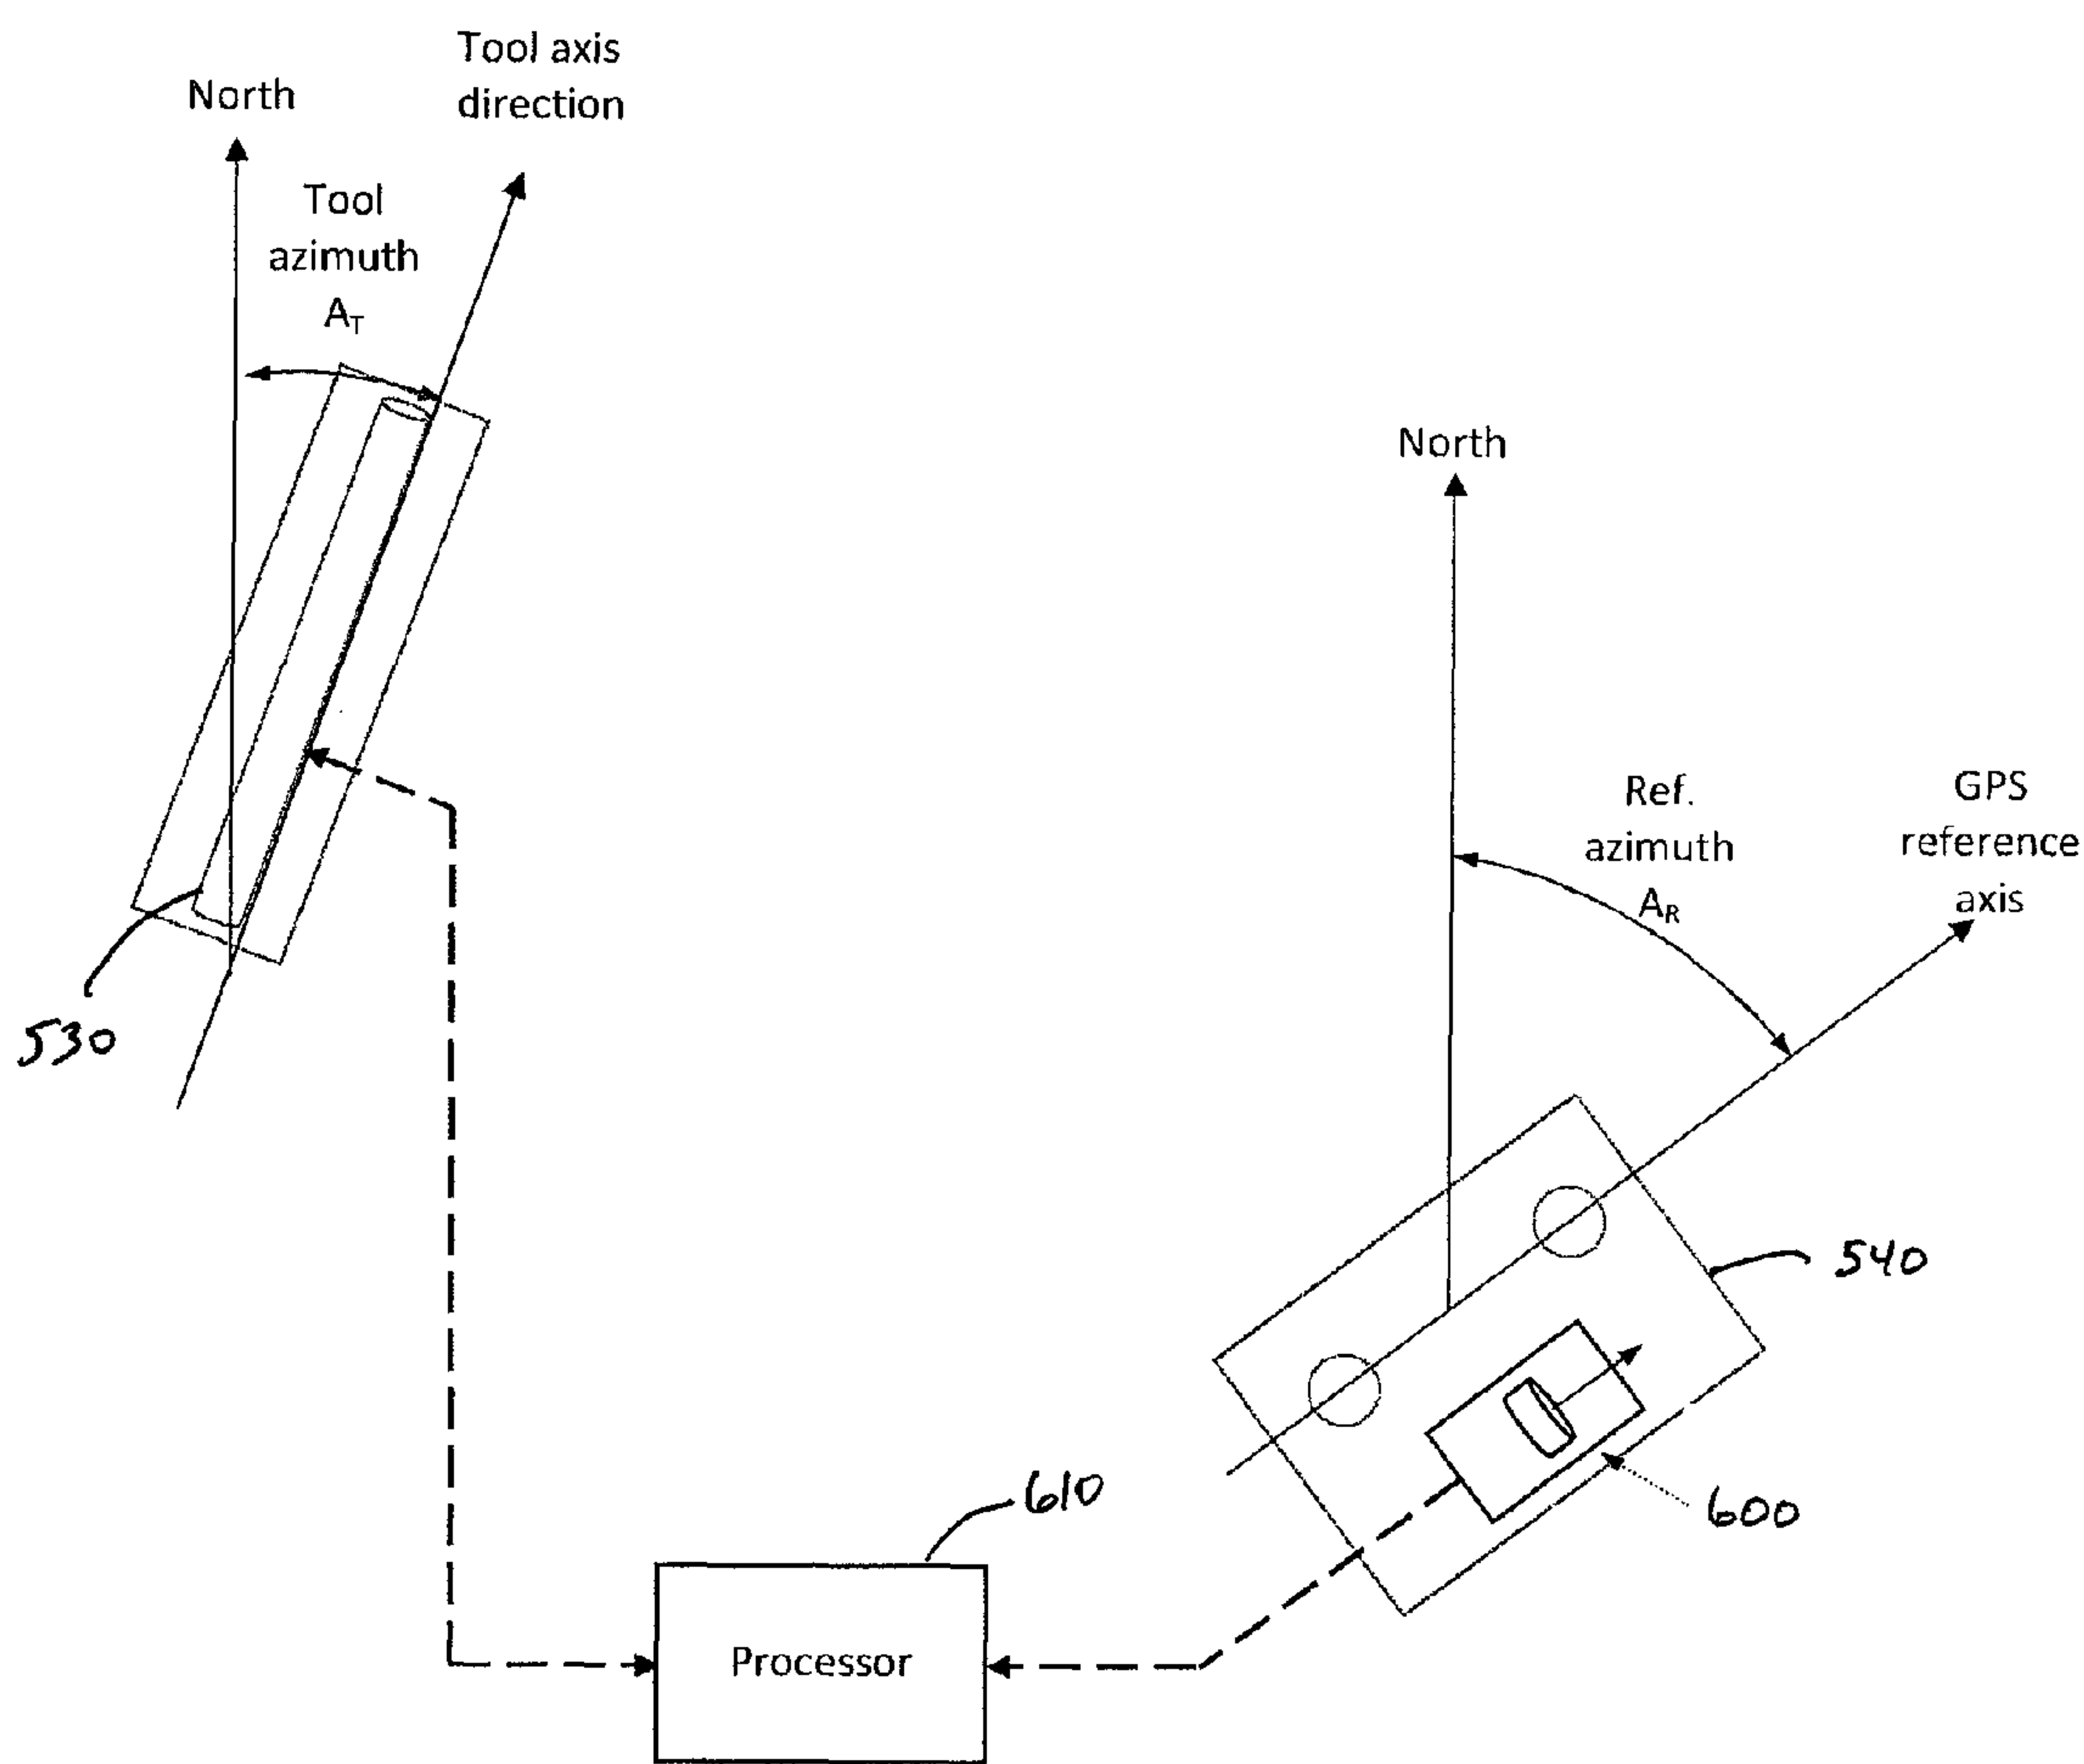 Tool axis
direction
North
Tool
azimuth
A_T
530
North
Ref.
azimuth
A_R
GPS
reference
axis
540
600
610
Processor